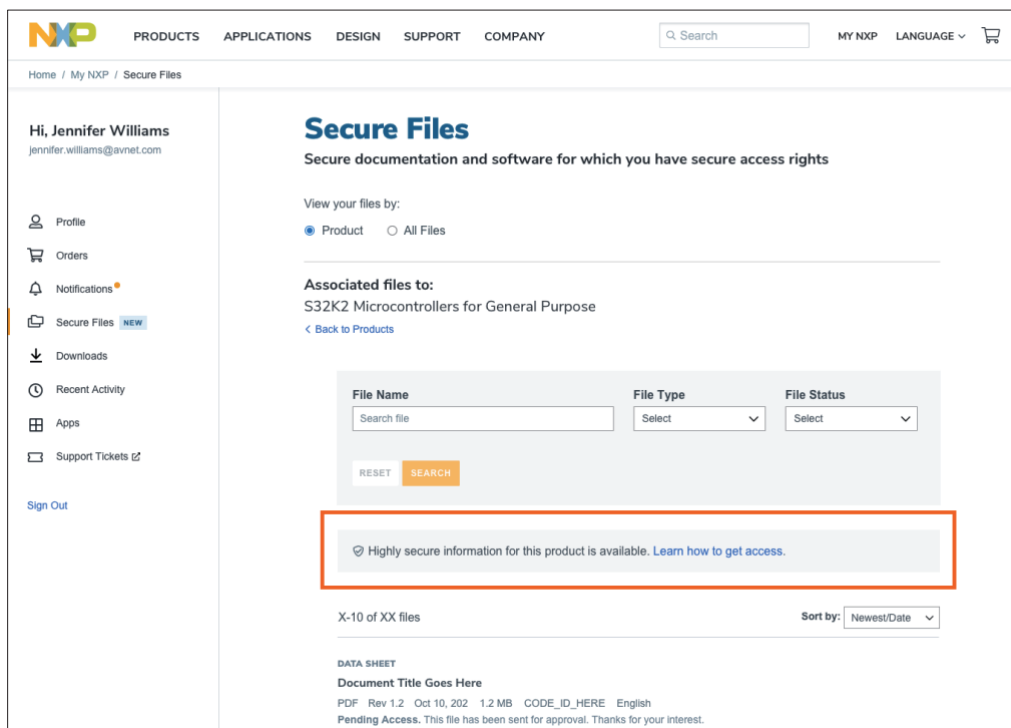 NXP PRODUCTS APPLICATIONS DESIGN SUPPORT COMPANY Search MY NXP LANGUAGE
Home / My NXP / Secure Files
Hi, Jennifer Williams
jennifer.williams@avnet.com
Profile
Orders
Notifications
Secure Files NEW
Downloads
Recent Activity
Apps
Support Tickets
Sign Out
Secure Files
Secure documentation and software for which you have secure access rights
View your files by:
Product All Files
Associated files to:
S32K2 Microcontrollers for General Purpose
< Back to Products
File Name File Type File Status
Search file Select Select
RESET SEARCH
Highly secure information for this product is available. Learn how to get access.
X-10 of XX files Sort by: Newest/Date
DATA SHEET
Document Title Goes Here
PDF Rev 1.2 Oct 10, 202 1.2 MB CODE_ID_HERE English
Pending Access. This file has been sent for approval. Thanks for your interest.